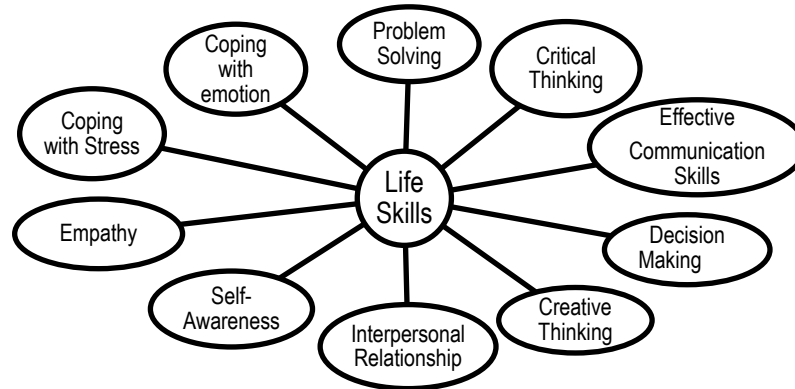 Problem
Solving
Critical
Thinking
Effective
Communication
Skills
Decision
Making
Creative
Thinking
Interpersonal
Relationship
Self-
Awareness
Empathy
Coping
with Stress
Coping
with
emotion
Life
Skills